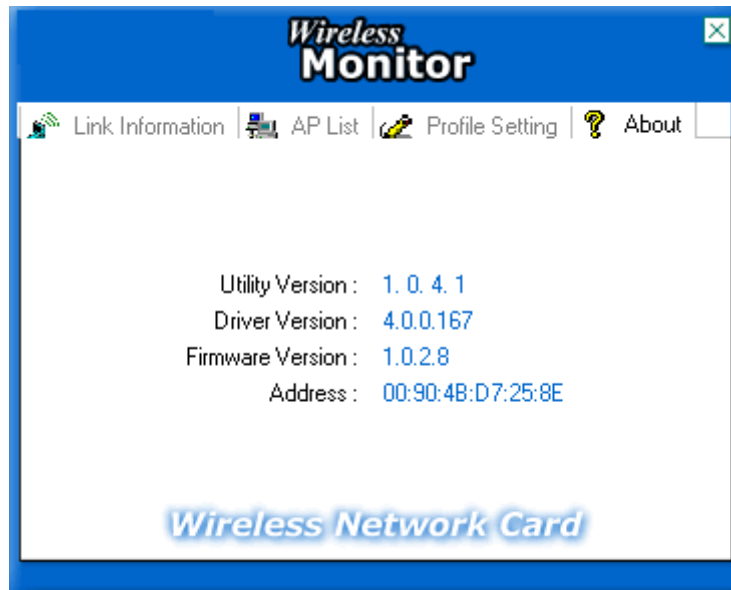 Wireless
Monitor
Link Information AP List Profile Setting About
Utility Version : 1. 0. 4. 1
Driver Version : 4.0.0.167
Firmware Version : 1.0.2.8
Address : 00:90:4B:D7:25:8E
Wireless Network Card